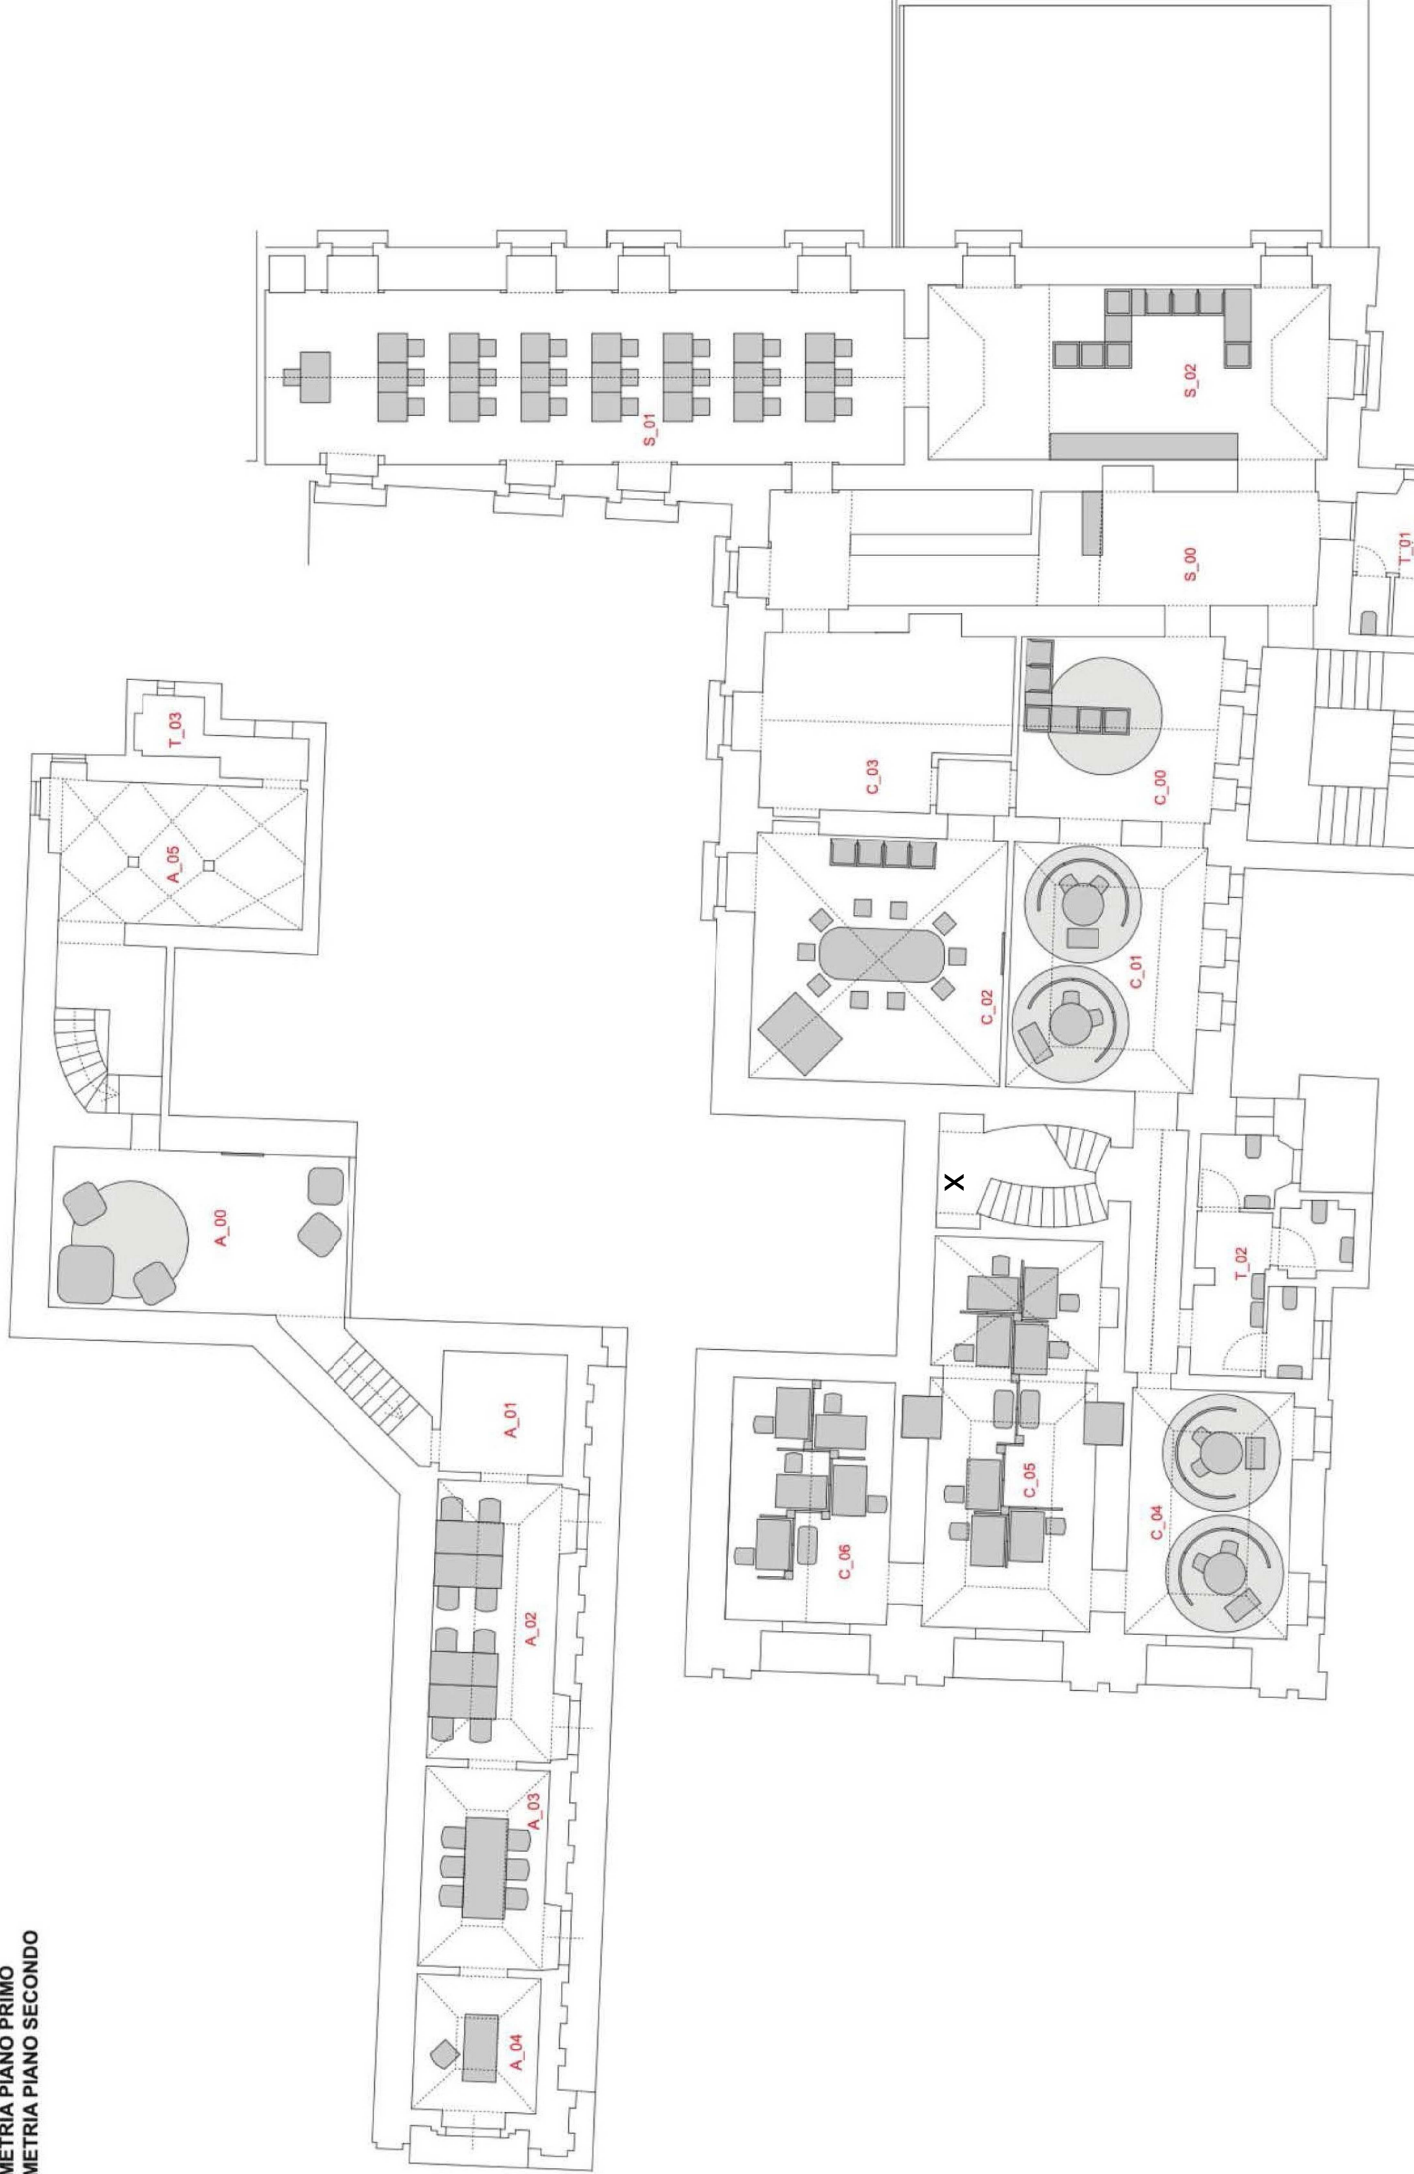 METRIA PIANO PRIMO
METRIA PIANO SECONDO
S_01
S_02
S_00
T_01
T_03
A_05
C_03
C_00
C_02
C_01
A_00
X
T_02
A_01
C_05
C_04
C_06
A_02
A_03
A_04